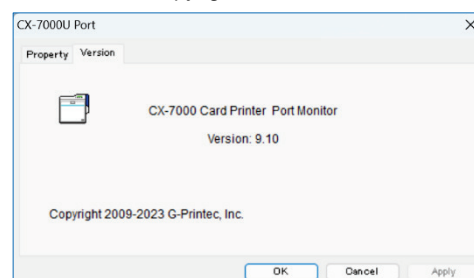 CX-7000U Port
Property Version
CX-7000 Card Printer Port Monitor
Version: 9.10
Copyright 2009-2023 G-Printec, Inc.
OK Cancel Apply